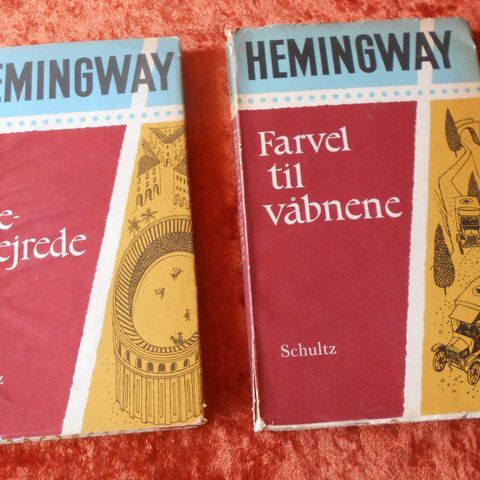 EMINGWAY
e-
ejrede
z
HEMINGWAY
Farvel
til
våbnene
Schultz